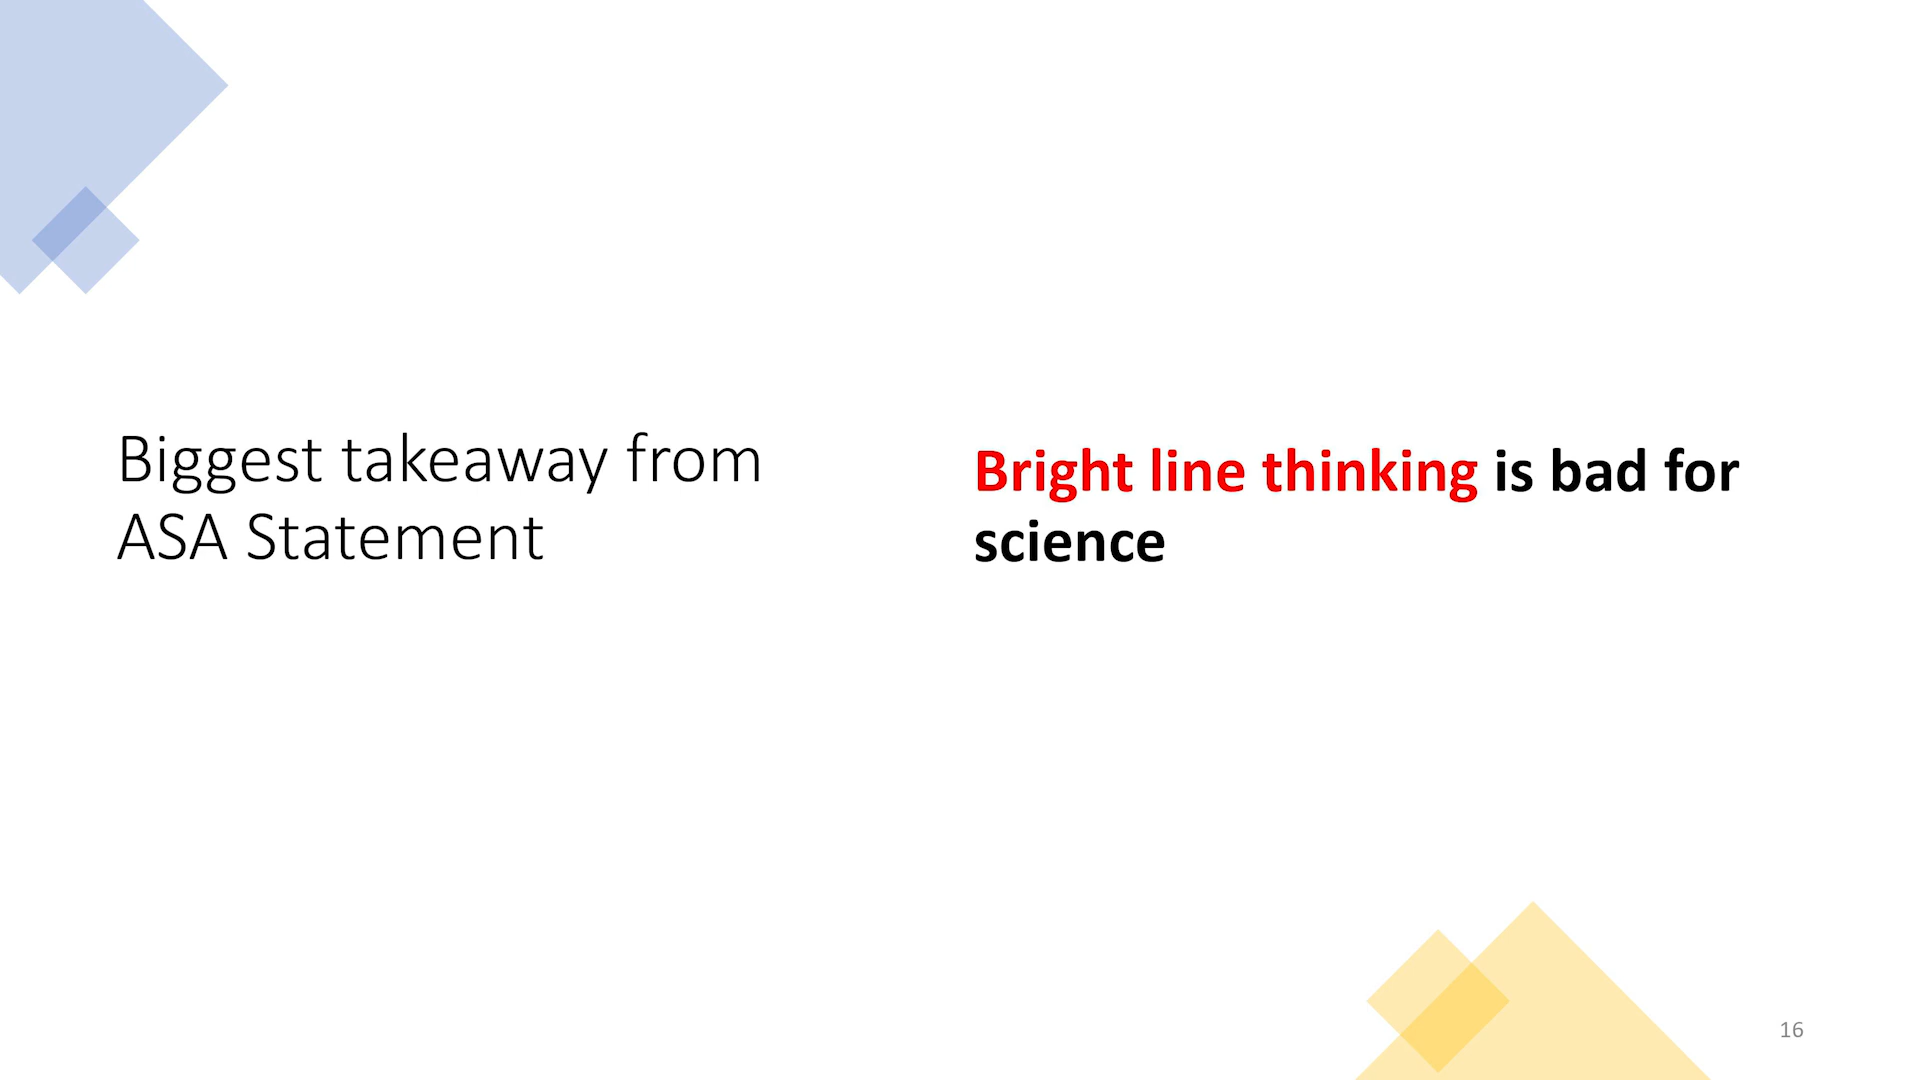 Biggest takeaway from
ASA Statement
Bright line thinking is bad for
science
16